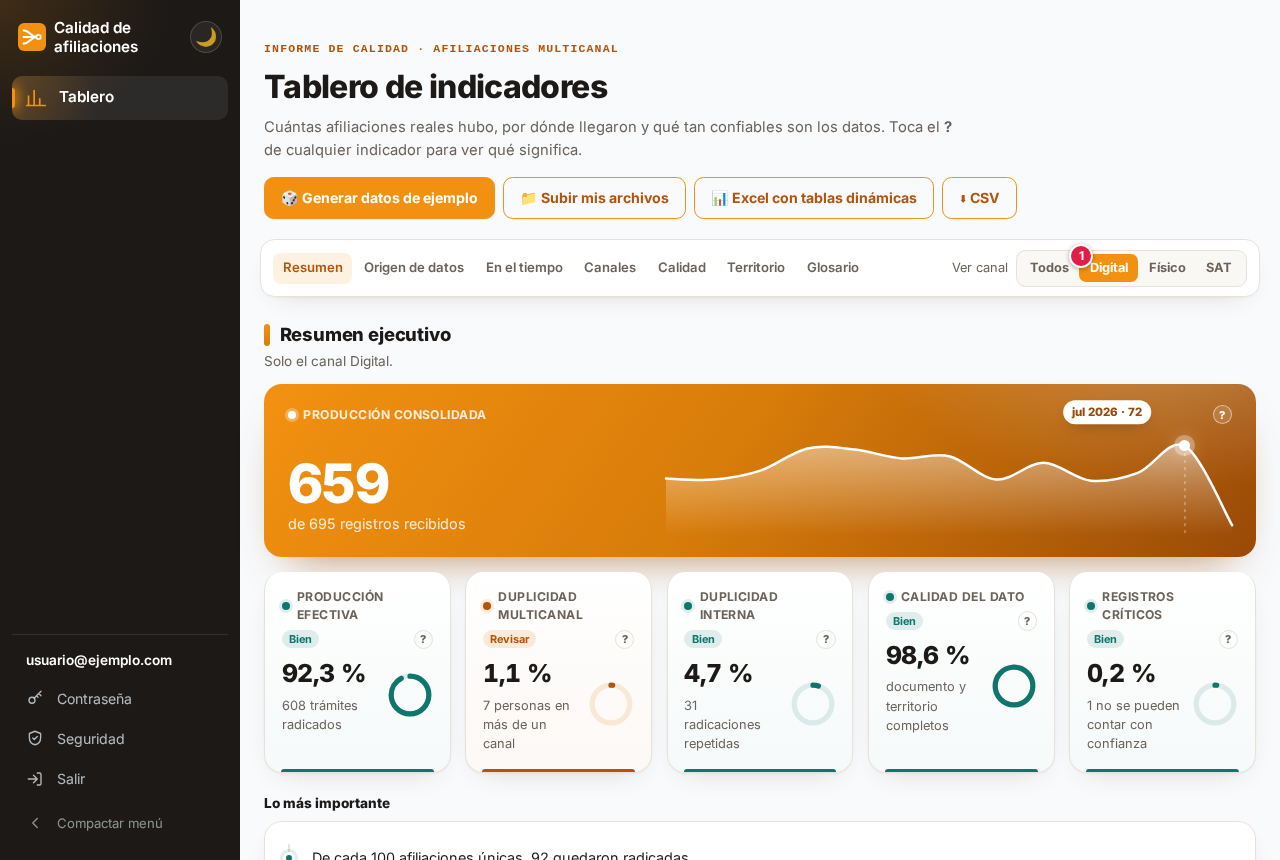 Calidad de
afiliaciones
Tablero
usuario@ejemplo.com
Contraseña
Seguridad
Salir
Compactar menú
INFORME DE CALIDAD · AFILIACIONES MULTICANAL
Tablero de indicadores
Cuántas afiliaciones reales hubo, por dónde llegaron y qué tan confiables son los datos. Toca el ?
de cualquier indicador para ver qué significa.
Generar datos de ejemplo
Subir mis archivos
Excel con tablas dinámicas
⬇ CSV
Resumen
Origen de datos
En el tiempo
Canales
Calidad
Territorio
Glosario
Ver canal
Todos
1
Digital
Físico
SAT
Resumen ejecutivo
Solo el canal Digital.
PRODUCCIÓN CONSOLIDADA
jul 2026 · 72
?
659
de 695 registros recibidos
PRODUCCIÓN
EFECTIVA
Bien
?
92,3 %
608 trámites
radicados
DUPLICIDAD
MULTICANAL
Revisar
?
1,1 %
7 personas en
más de un
canal
DUPLICIDAD
INTERNA
Bien
?
4,7 %
31
radicaciones
repetidas
CALIDAD DEL DATO
Bien
?
98,6 %
documento y
territorio
completos
REGISTROS
CRÍTICOS
Bien
?
0,2 %
1 no se pueden
contar con
confianza
Lo más importante
De cada 100 afiliaciones únicas, 92 quedaron radicadas